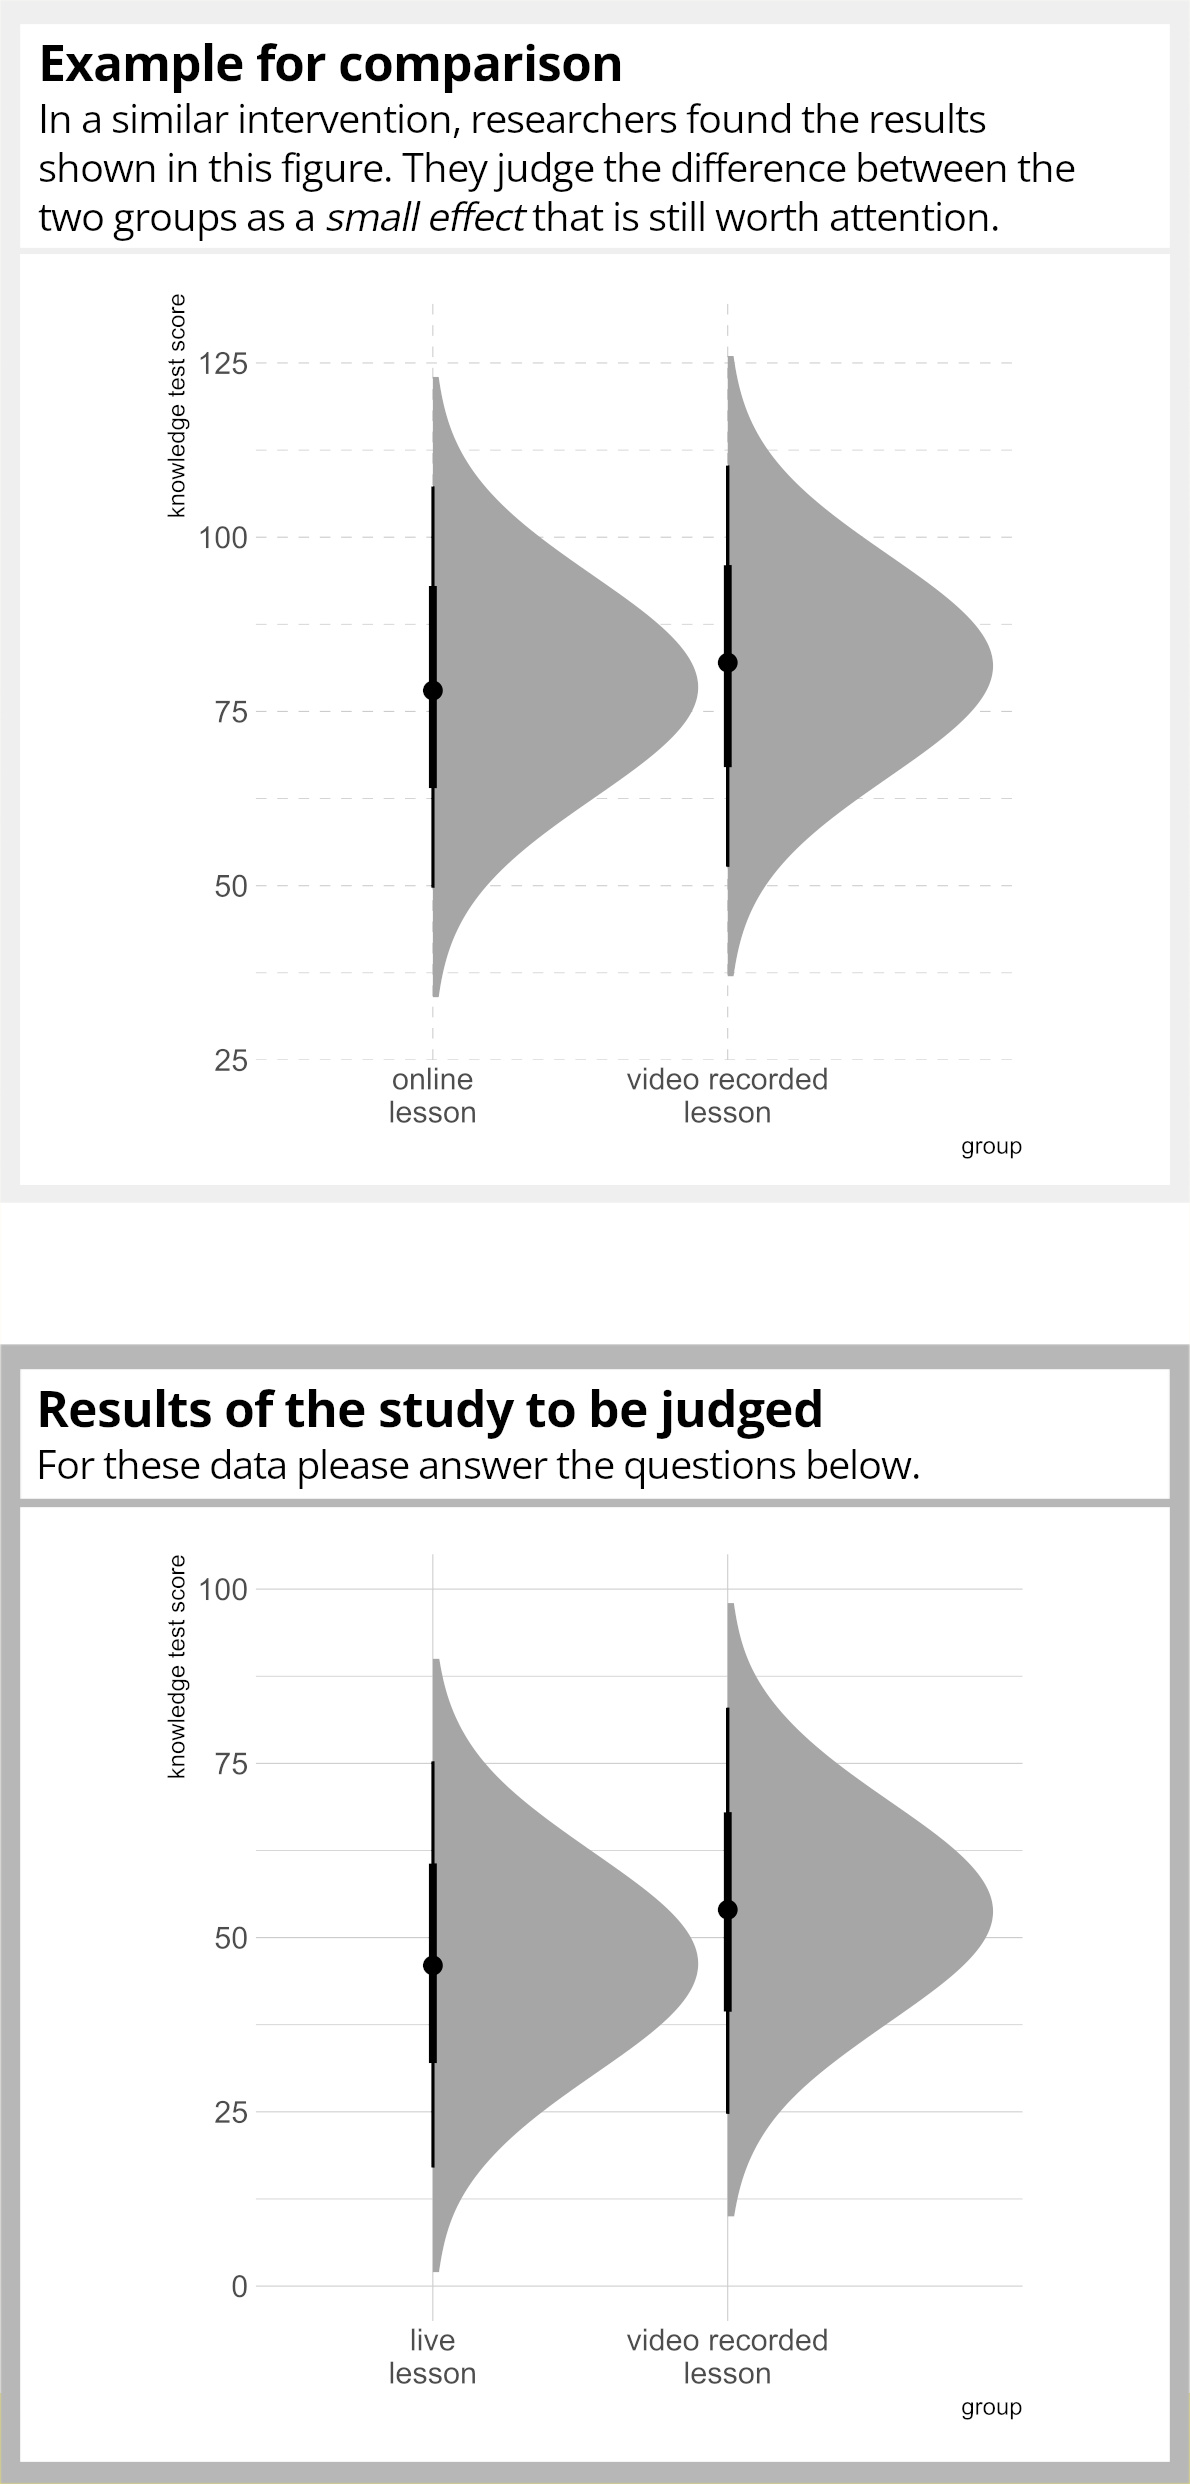 Example for comparison
In a similar intervention, researchers found the results
shown in this figure. They judge the difference between the
two groups as a small effect that is still worth attention.
knowledge test score
125
100
75
50
25
online
lesson
video recorded
lesson
group
Results of the study to be judged
For these data please answer the questions below.
knowledge test score
100
75
50
25
0
live
lesson
video recorded
lesson
group